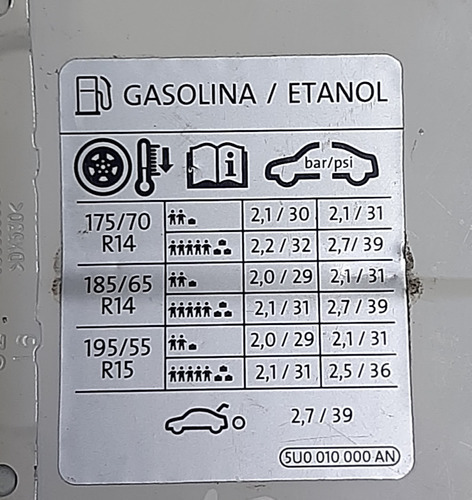 GASOLINA / ETANOL
bar/psi
175/70 R14
2,1 / 30 2,1 / 31
2,2 / 32 2,7 / 39
185/65 R14
2,0 / 29 2,1 / 31
2,1 / 31 2,7 / 39
195/55 R15
2,0 / 29 2,1 / 31
2,1 / 31 2,5 / 36
2,7 / 39
5U0 010 000 AN